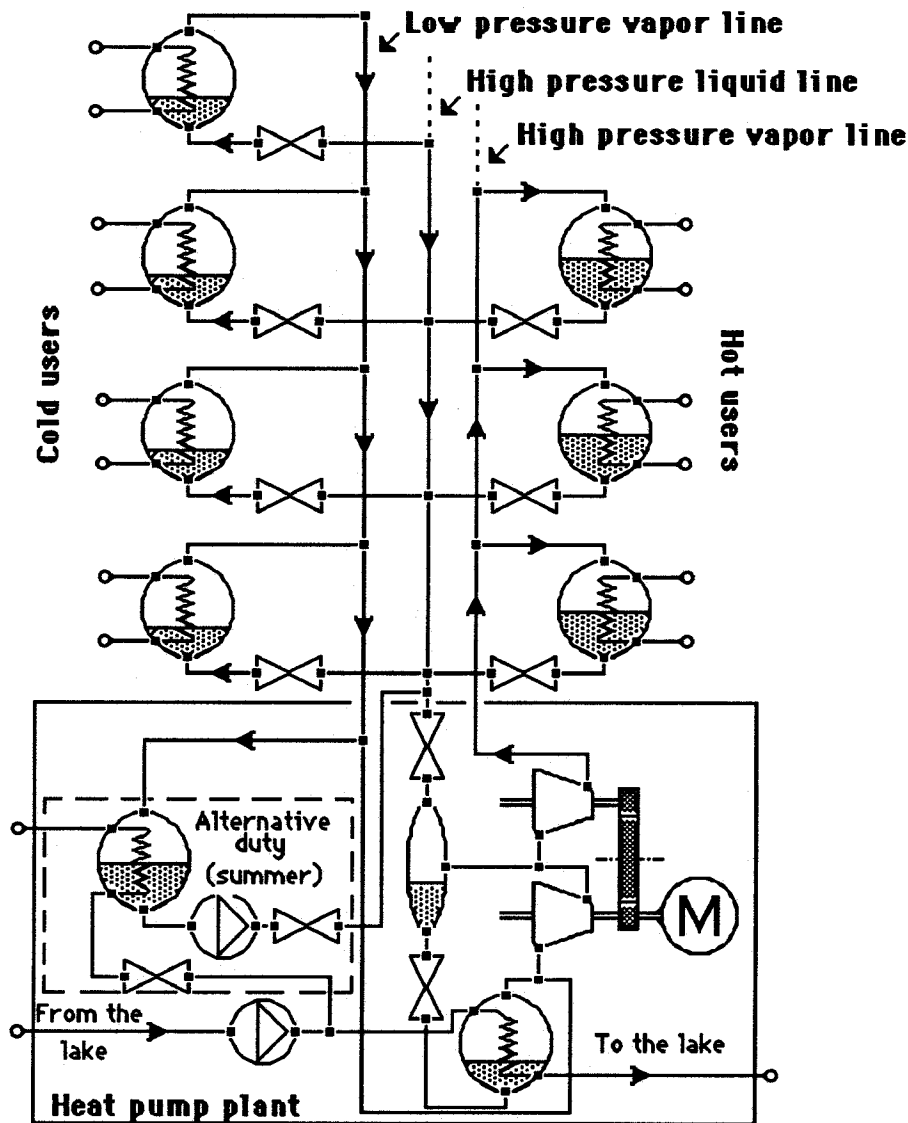 Low pressure vapor line
High pressure liquid line
High pressure vapor line
Cold users
Hot users
Alternative
duty
(summer)
M
From the
lake
To the lake
Heat pump plant